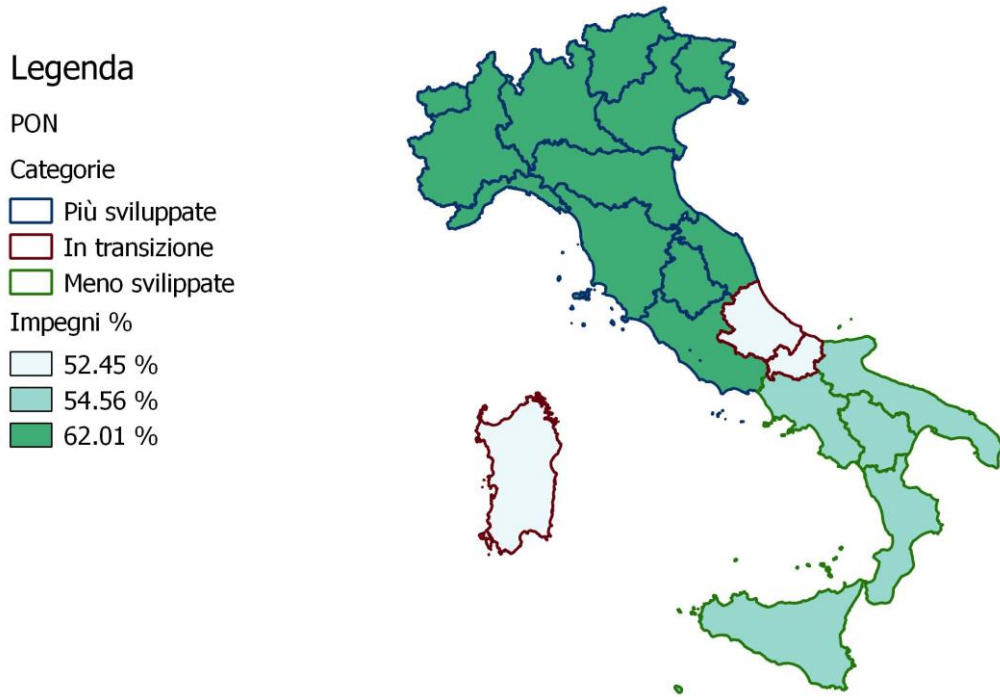 Legenda
PON
Categorie
Più sviluppate
In transizione
Meno svilippate
Impegni %
52.45 %
54.56 %
62.01 %